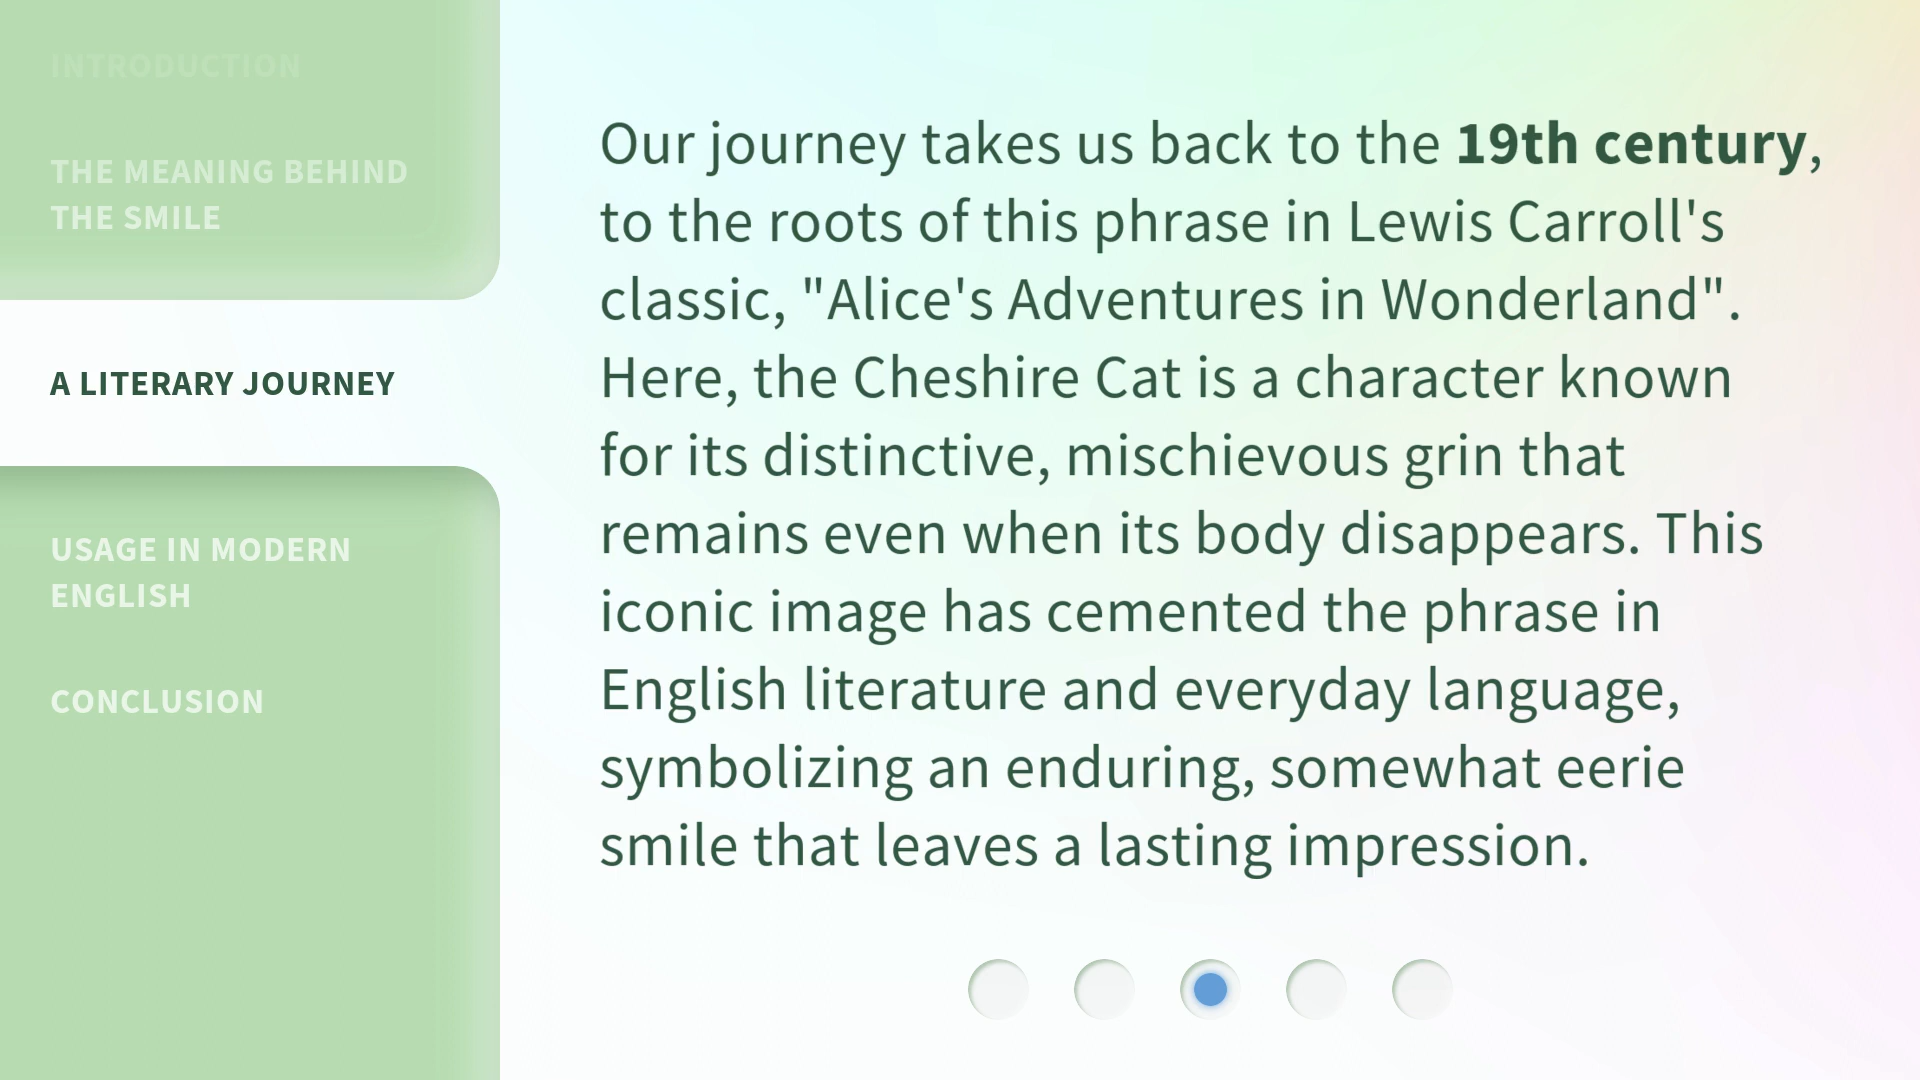 INTRODUCTION
THE MEANING BEHIND
THE SMILE
A LITERARY JOURNEY
USAGE IN MODERN
ENGLISH
CONCLUSION
Our journey takes us back to the 19th century,
to the roots of this phrase in Lewis Carroll's
classic, "Alice's Adventures in Wonderland".
Here, the Cheshire Cat is a character known
for its distinctive, mischievous grin that
remains even when its body disappears. This
iconic image has cemented the phrase in
English literature and everyday language,
symbolizing an enduring, somewhat eerie
smile that leaves a lasting impression.